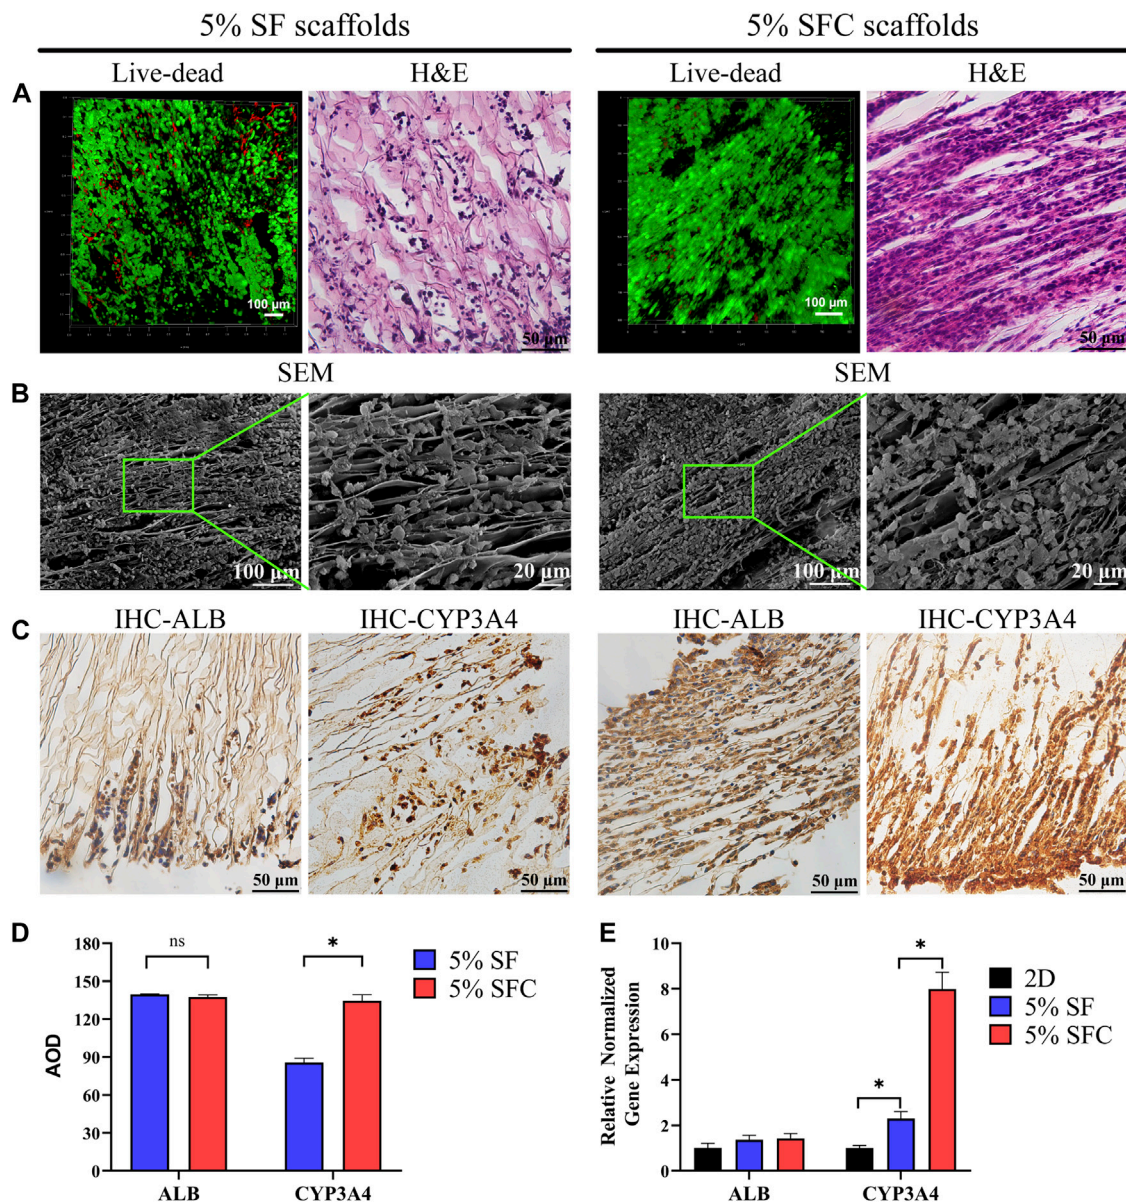 5% SF scaffolds 5% SFC scaffolds
Live-dead H&E Live-dead H&E
A
100 µm 50 µm 100 µm 50 µm
SEM SEM
B
100 µm 20 µm 100 µm 20 µm
IHC-ALB IHC-CYP3A4 IHC-ALB IHC-CYP3A4
C
50 µm 50 µm 50 µm 50 µm
D
180
150
120
90
60
30
0
AOD
ns
*
5% SF
5% SFC
ALB CYP3A4
E
10
8
6
4
2
0
Relative Normalized
Gene Expression
*
*
2D
5% SF
5% SFC
ALB CYP3A4